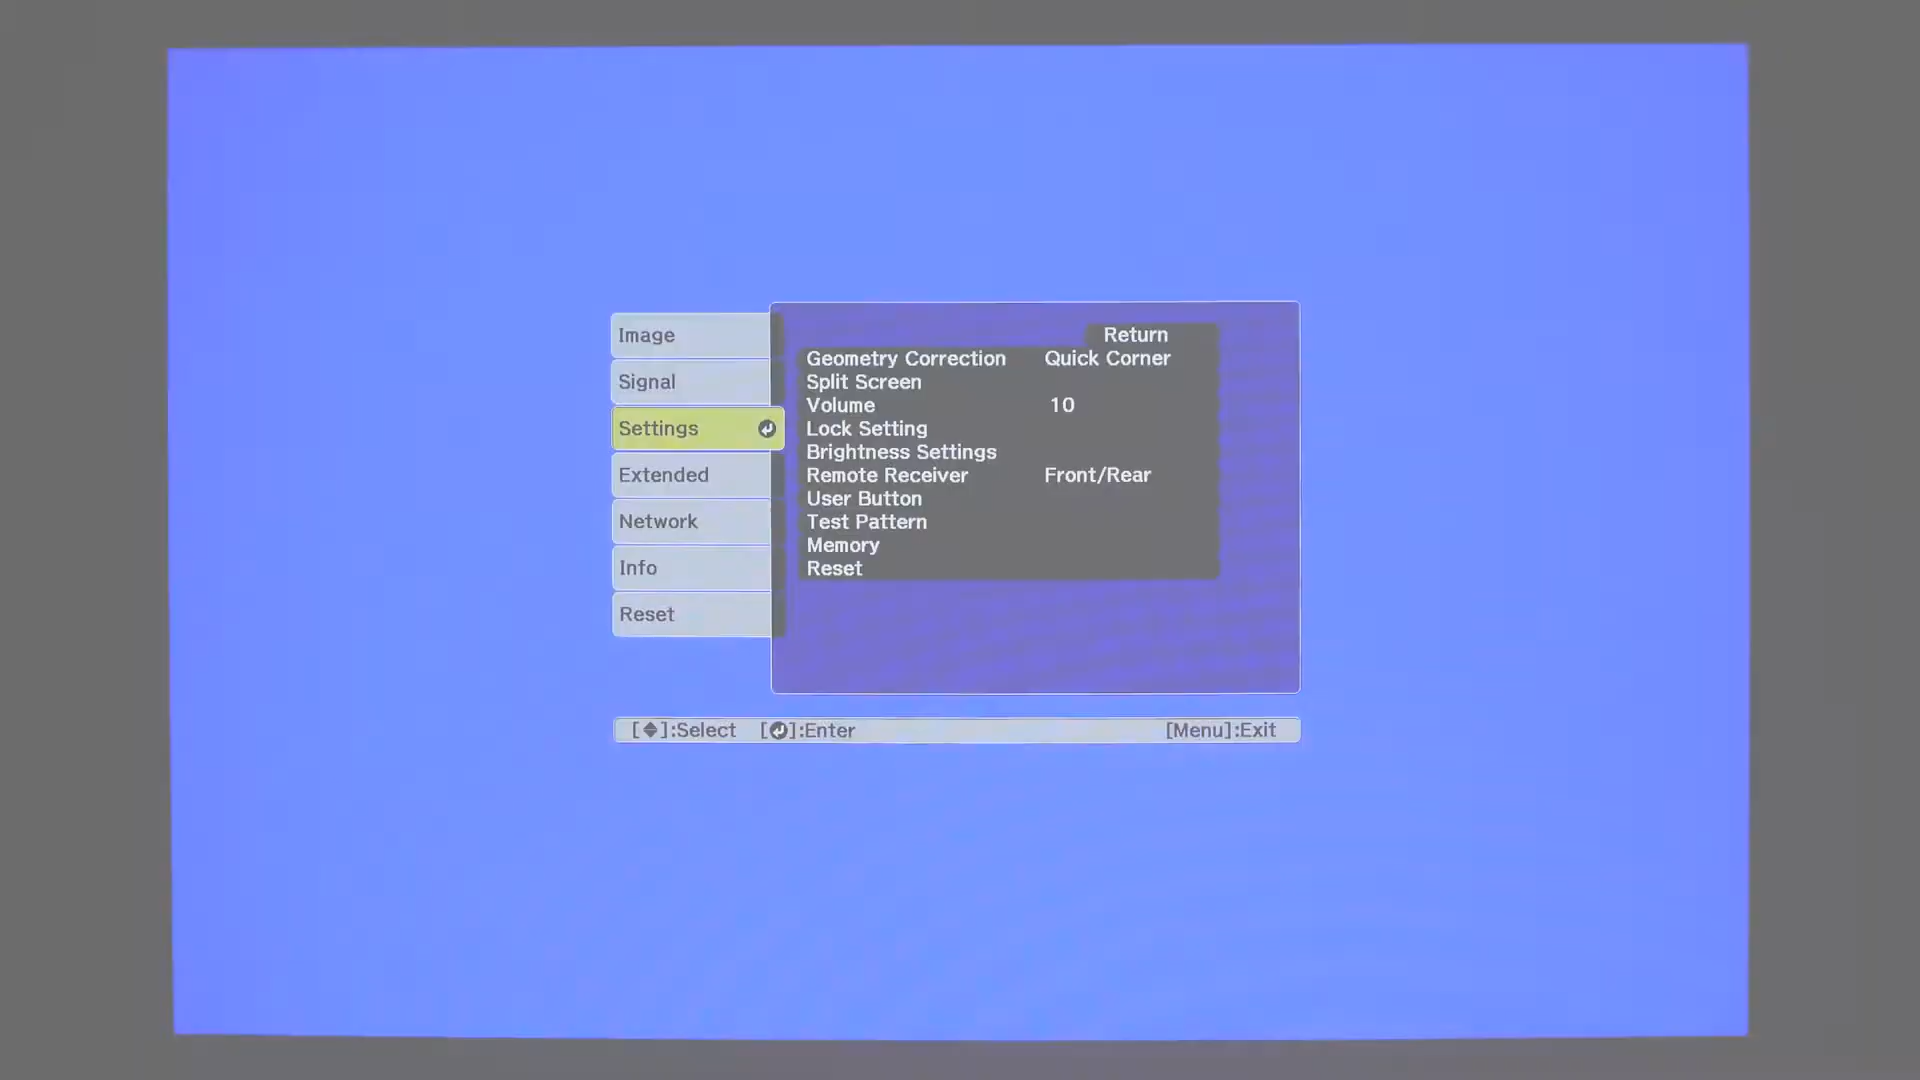 Image
Signal
Settings
Extended
Network
Info
Reset
Return
Geometry Correction Quick Corner
Split Screen
Volume 10
Lock Setting
Brightness Settings
Remote Receiver Front/Rear
User Button
Test Pattern
Memory
Reset
[◆]:Select [↵]:Enter [Menu]:Exit